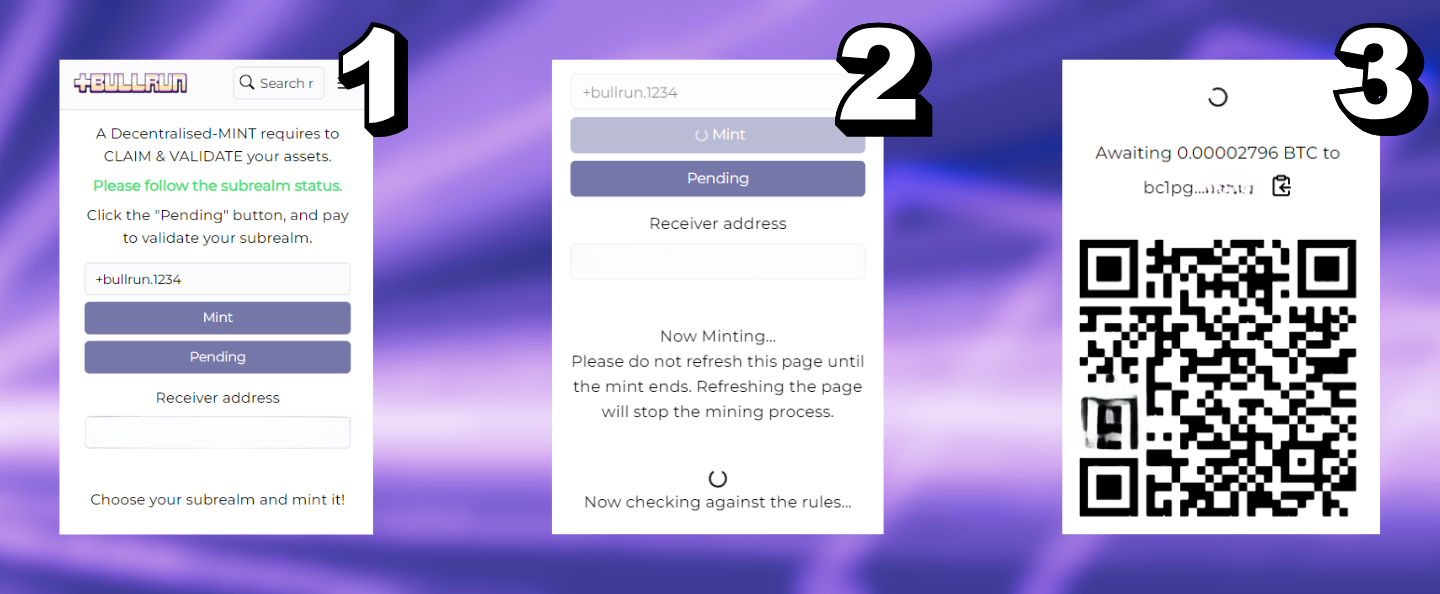 1
+BULLRUN
Search r
A Decentralised-MINT requires to
CLAIM & VALIDATE your assets.
Please follow the subrealm status.
Click the "Pending" button, and pay
to validate your subrealm.
+bullrun.1234
Mint
Pending
Receiver address
Choose your subrealm and mint it!
2
+bullrun.1234
Mint
Pending
Receiver address
Now Minting...
Please do not refresh this page until
the mint ends. Refreshing the page
will stop the mining process.
Now checking against the rules...
3
Awaiting 0.00002796 BTC to
bc1pg...